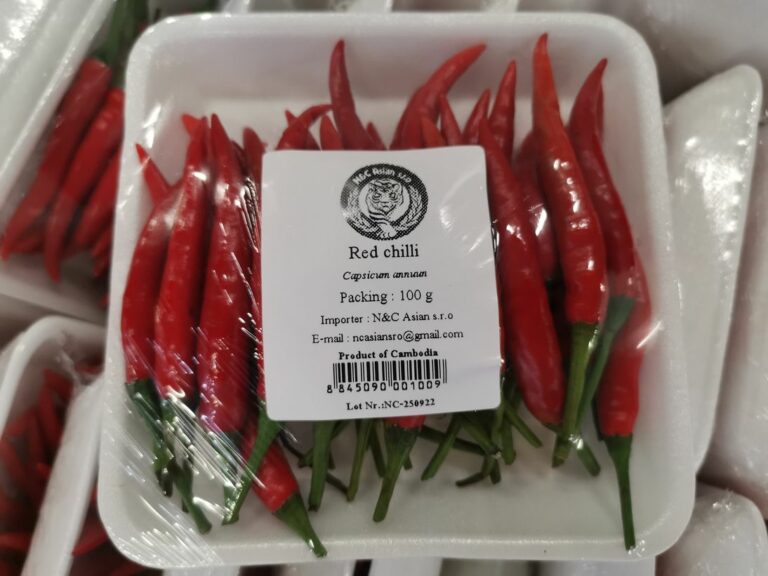 N&C Asian s.r.o
Red chilli
Capsicum annuun
Packing : 100 g
Importer : N&C Asian s.r.o
E-mail : ncasiansro@gmail.com
Product of Cambodia
8 845090 001009
Lot Nr.:NC-250922